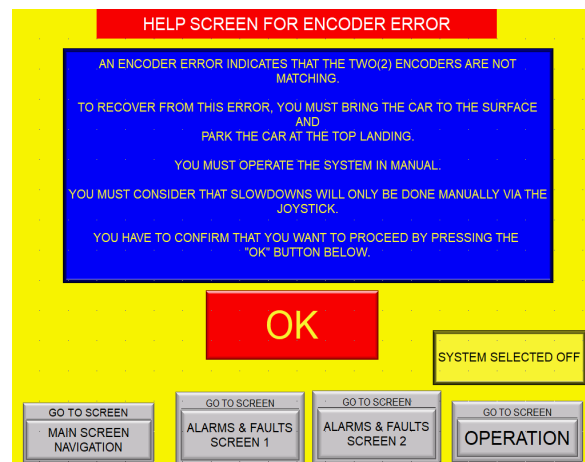 HELP SCREEN FOR ENCODER ERROR
AN ENCODER ERROR INDICATES THAT THE TWO(2) ENCODERS ARE NOT
MATCHING.
TO RECOVER FROM THIS ERROR, YOU MUST BRING THE CAR TO THE SURFACE
AND
PARK THE CAR AT THE TOP LANDING.
YOU MUST OPERATE THE SYSTEM IN MANUAL.
YOU MUST CONSIDER THAT SLOWDOWNS WILL ONLY BE DONE MANUALLY VIA THE
JOYSTICK.
YOU HAVE TO CONFIRM THAT YOU WANT TO PROCEED BY PRESSING THE
"OK" BUTTON BELOW.
OK
SYSTEM SELECTED OFF
GO TO SCREEN
MAIN SCREEN
NAVIGATION
GO TO SCREEN
ALARMS & FAULTS
SCREEN 1
GO TO SCREEN
ALARMS & FAULTS
SCREEN 2
GO TO SCREEN
OPERATION